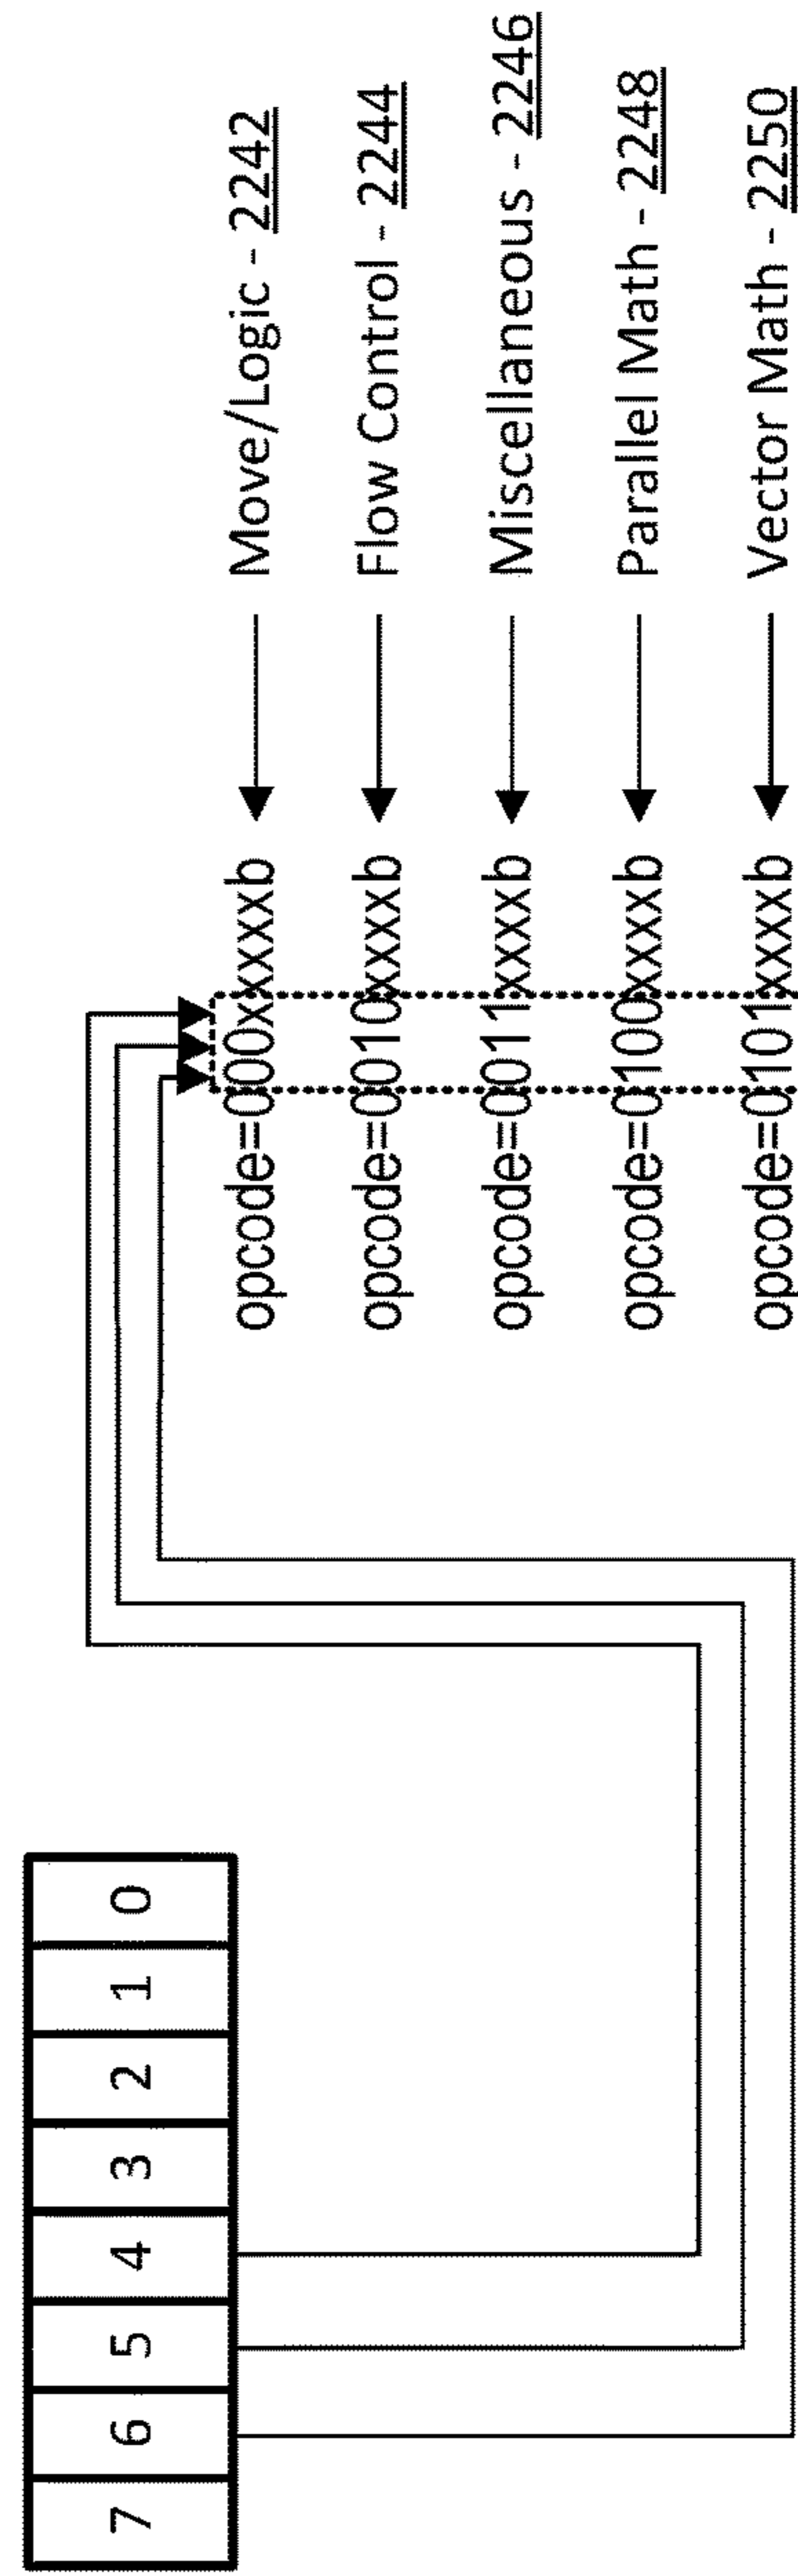 7 6 5 4 3 2 1 0
opcode=000xxxxxb Move/Logic - 2242
opcode=0010xxxxb Flow Control - 2244
opcode=0011xxxxb Miscellaneous - 2246
opcode=0100xxxxb Parallel Math - 2248
opcode=0101xxxxb Vector Math - 2250